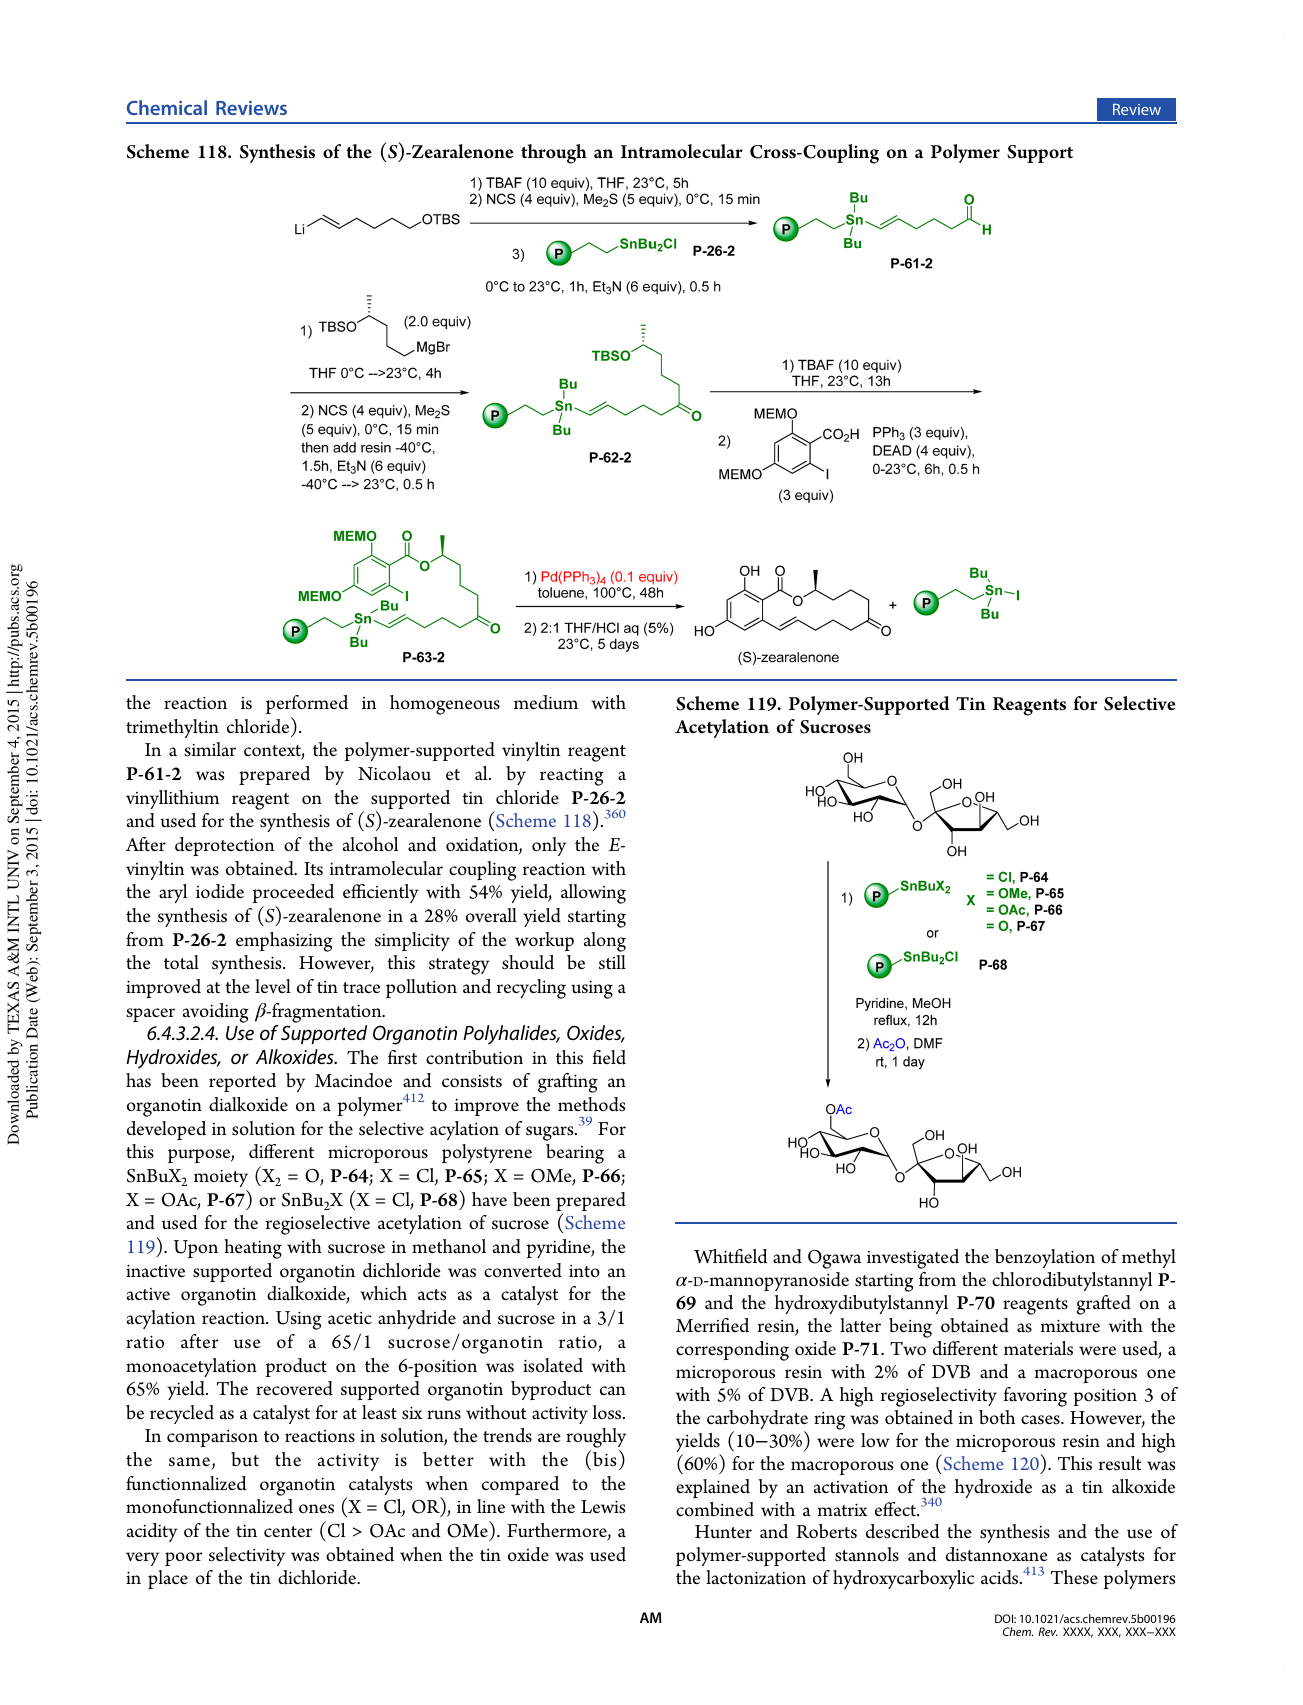 Chemical Reviews
Review
Scheme 118. Synthesis of the (S)-Zearalenone through an Intramolecular Cross-Coupling on a Polymer Support
1) TBAF (10 equiv), THF, 23°C, 5h
2) NCS (4 equiv), Me2S (5 equiv), 0°C, 15 min
Li
OTBS
3)
P
SnBu2Cl
P-26-2
0°C to 23°C, 1h, Et3N (6 equiv), 0.5 h
P
Bu
Sn
Bu
O
H
P-61-2
1)
TBSO
(2.0 equiv)
MgBr
THF 0°C -->23°C, 4h
2) NCS (4 equiv), Me2S
(5 equiv), 0°C, 15 min
then add resin -40°C,
1.5h, Et3N (6 equiv)
-40°C --> 23°C, 0.5 h
TBSO
P
Bu
Sn
Bu
O
P-62-2
1) TBAF (10 equiv)
THF, 23°C, 13h
2)
MEMO
CO2H
MEMO
I
(3 equiv)
PPh3 (3 equiv),
DEAD (4 equiv),
0-23°C, 6h, 0.5 h
MEMO
O
O
MEMO
I
Bu
P
Sn
Bu
O
P-63-2
1) Pd(PPh3)4 (0.1 equiv)
toluene, 100°C, 48h
2) 2:1 THF/HCl aq (5%)
23°C, 5 days
OH
O
O
HO
O
(S)-zearalenone
+
P
Bu
Sn
I
Bu
the reaction is performed in homogeneous medium with
trimethyltin chloride).
In a similar context, the polymer-supported vinyltin reagent
P-61-2 was prepared by Nicolaou et al. by reacting a
vinyllithium reagent on the supported tin chloride P-26-2
and used for the synthesis of (S)-zearalenone (Scheme 118).360
After deprotection of the alcohol and oxidation, only the E-
vinyltin was obtained. Its intramolecular coupling reaction with
the aryl iodide proceeded efficiently with 54% yield, allowing
the synthesis of (S)-zearalenone in a 28% overall yield starting
from P-26-2 emphasizing the simplicity of the workup along
the total synthesis. However, this strategy should be still
improved at the level of tin trace pollution and recycling using a
spacer avoiding β-fragmentation.
6.4.3.2.4. Use of Supported Organotin Polyhalides, Oxides,
Hydroxides, or Alkoxides. The first contribution in this field
has been reported by Macindoe and consists of grafting an
organotin dialkoxide on a polymer412 to improve the methods
developed in solution for the selective acylation of sugars.39 For
this purpose, different microporous polystyrene bearing a
SnBuX2 moiety (X2 = O, P-64; X = Cl, P-65; X = OMe, P-66;
X = OAc, P-67) or SnBu2X (X = Cl, P-68) have been prepared
and used for the regioselective acetylation of sucrose (Scheme
119). Upon heating with sucrose in methanol and pyridine, the
inactive supported organotin dichloride was converted into an
active organotin dialkoxide, which acts as a catalyst for the
acylation reaction. Using acetic anhydride and sucrose in a 3/1
ratio after use of a 65/1 sucrose/organotin ratio, a
monoacetylation product on the 6-position was isolated with
65% yield. The recovered supported organotin byproduct can
be recycled as a catalyst for at least six runs without activity loss.
In comparison to reactions in solution, the trends are roughly
the same, but the activity is better with the (bis)
functionnalized organotin catalysts when compared to the
monofunctionnalized ones (X = Cl, OR), in line with the Lewis
acidity of the tin center (Cl > OAc and OMe). Furthermore, a
very poor selectivity was obtained when the tin oxide was used
in place of the tin dichloride.
Scheme 119. Polymer-Supported Tin Reagents for Selective
Acetylation of Sucroses
OH
O
HO
HO
HO
O
OH
O
OH
OH
OH
1)
P
SnBuX2
X
= Cl, P-64
= OMe, P-65
= OAc, P-66
= O, P-67
or
P
SnBu2Cl
P-68
Pyridine, MeOH
reflux, 12h
2) Ac2O, DMF
rt, 1 day
OAc
O
HO
HO
HO
O
OH
O
OH
OH
HO
Whitfield and Ogawa investigated the benzoylation of methyl
α-D-mannopyranoside starting from the chlorodibutylstannyl P-
69 and the hydroxydibutylstannyl P-70 reagents grafted on a
Merrified resin, the latter being obtained as mixture with the
corresponding oxide P-71. Two different materials were used, a
microporous resin with 2% of DVB and a macroporous one
with 5% of DVB. A high regioselectivity favoring position 3 of
the carbohydrate ring was obtained in both cases. However, the
yields (10−30%) were low for the microporous resin and high
(60%) for the macroporous one (Scheme 120). This result was
explained by an activation of the hydroxide as a tin alkoxide
combined with a matrix effect.340
Hunter and Roberts described the synthesis and the use of
polymer-supported stannols and distannoxane as catalysts for
the lactonization of hydroxycarboxylic acids.413 These polymers
AM
DOI: 10.1021/acs.chemrev.5b00196
Chem. Rev. XXXX, XXX, XXX−XXX
Downloaded by TEXAS A&M INTL UNIV on September 4, 2015 | http://pubs.acs.org
Publication Date (Web): September 3, 2015 | doi: 10.1021/acs.chemrev.5b00196